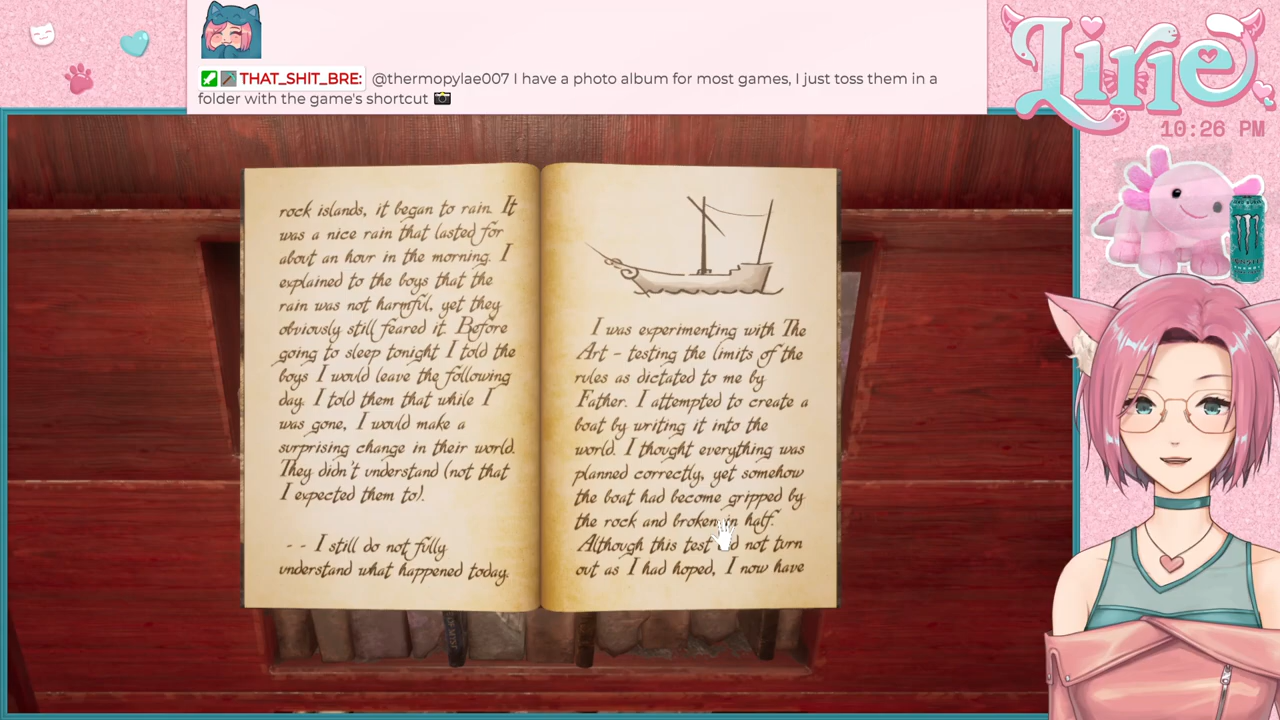 THAT_SHIT_BRE: @thermopylae007 I have a photo album for most games, I just toss them in a
folder with the game's shortcut
Lirie
10:26 PM
rock islands, it began to rain. It
was a nice rain that lasted for
about an hour in the morning. I
explained to the boys that the
rain was not harmful, yet they
obviously still feared it. Before
going to sleep tonight I told the
boys I would leave the following
day. I told them that while I
was gone, I would make a
surprising change in their world.
They didn't understand (not that
I expected them to).
-- I still do not fully
understand what happened today.
I was experimenting with The
Art - testing the limits of the
rules as dictated to me by
Father. I attempted to create a
boat by writing it into the
world. I thought everything was
planned correctly, yet somehow
the boat had become gripped by
the rock and broken in half.
Although this test did not turn
out as I had hoped, I now have